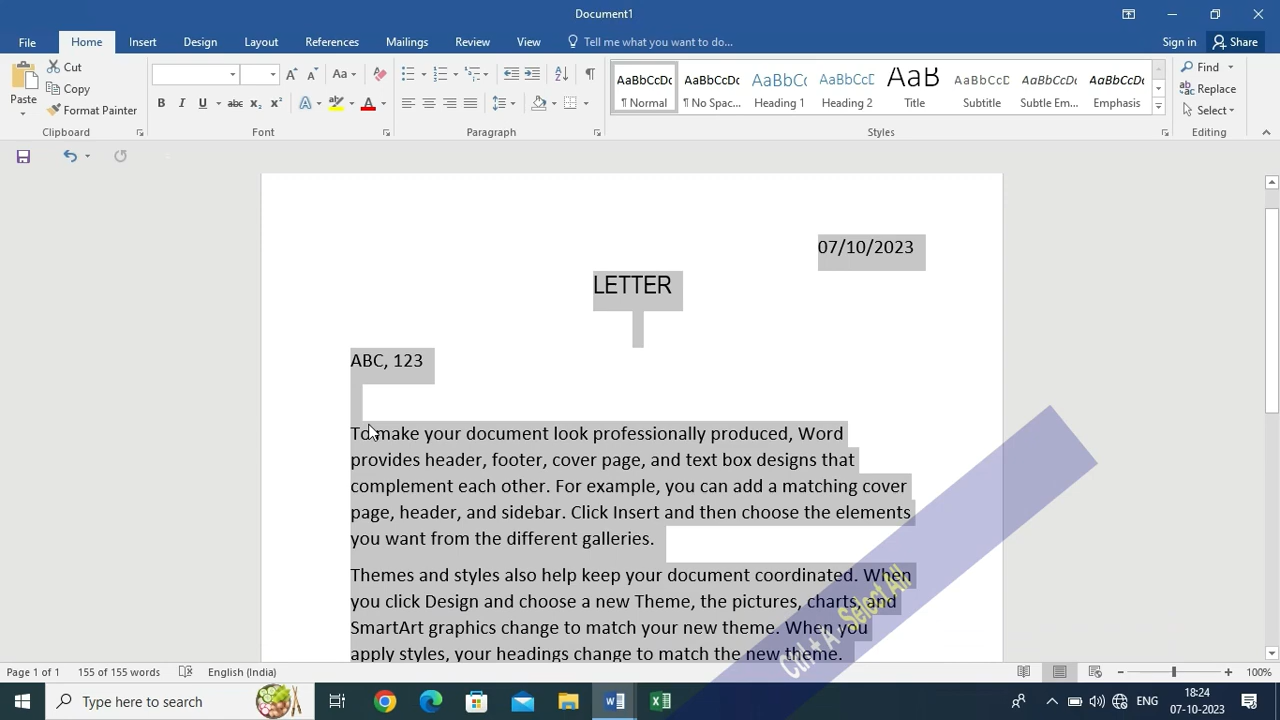 Document1
File Home Insert Design Layout References Mailings Review View Tell me what you want to do... Sign in Share
Paste
Cut
Copy
Format Painter
Clipboard
Aa
B I U abc X₂ X² A A
Font
Paragraph
AaBbCcDc AaBbCcDc AaBbCc AaBbCcD AaB AaBbCcD AaBbCcDc AaBbCcDc
¶ Normal ¶ No Spac... Heading Heading 2 Title Subtitle Subtle Em... Emphasis
Styles
Find
Replace
Select
Editing
07/10/2023
LETTER
ABC, 123
To make your document look professionally produced, Word
provides header, footer, cover page, and text box designs that
complement each other. For example, you can add a matching cover
page, header, and sidebar. Click Insert and then choose the elements
you want from the different galleries.
Themes and styles also help keep your document coordinated. When
you click Design and choose a new Theme, the pictures, charts, and
SmartArt graphics change to match your new theme. When you
apply styles, your headings change to match the new theme.
Ctrl + A, Select All
Page 1 of 1 155 of 155 words English (India) 100%
Type here to search
ENG
18:24
07-10-2023